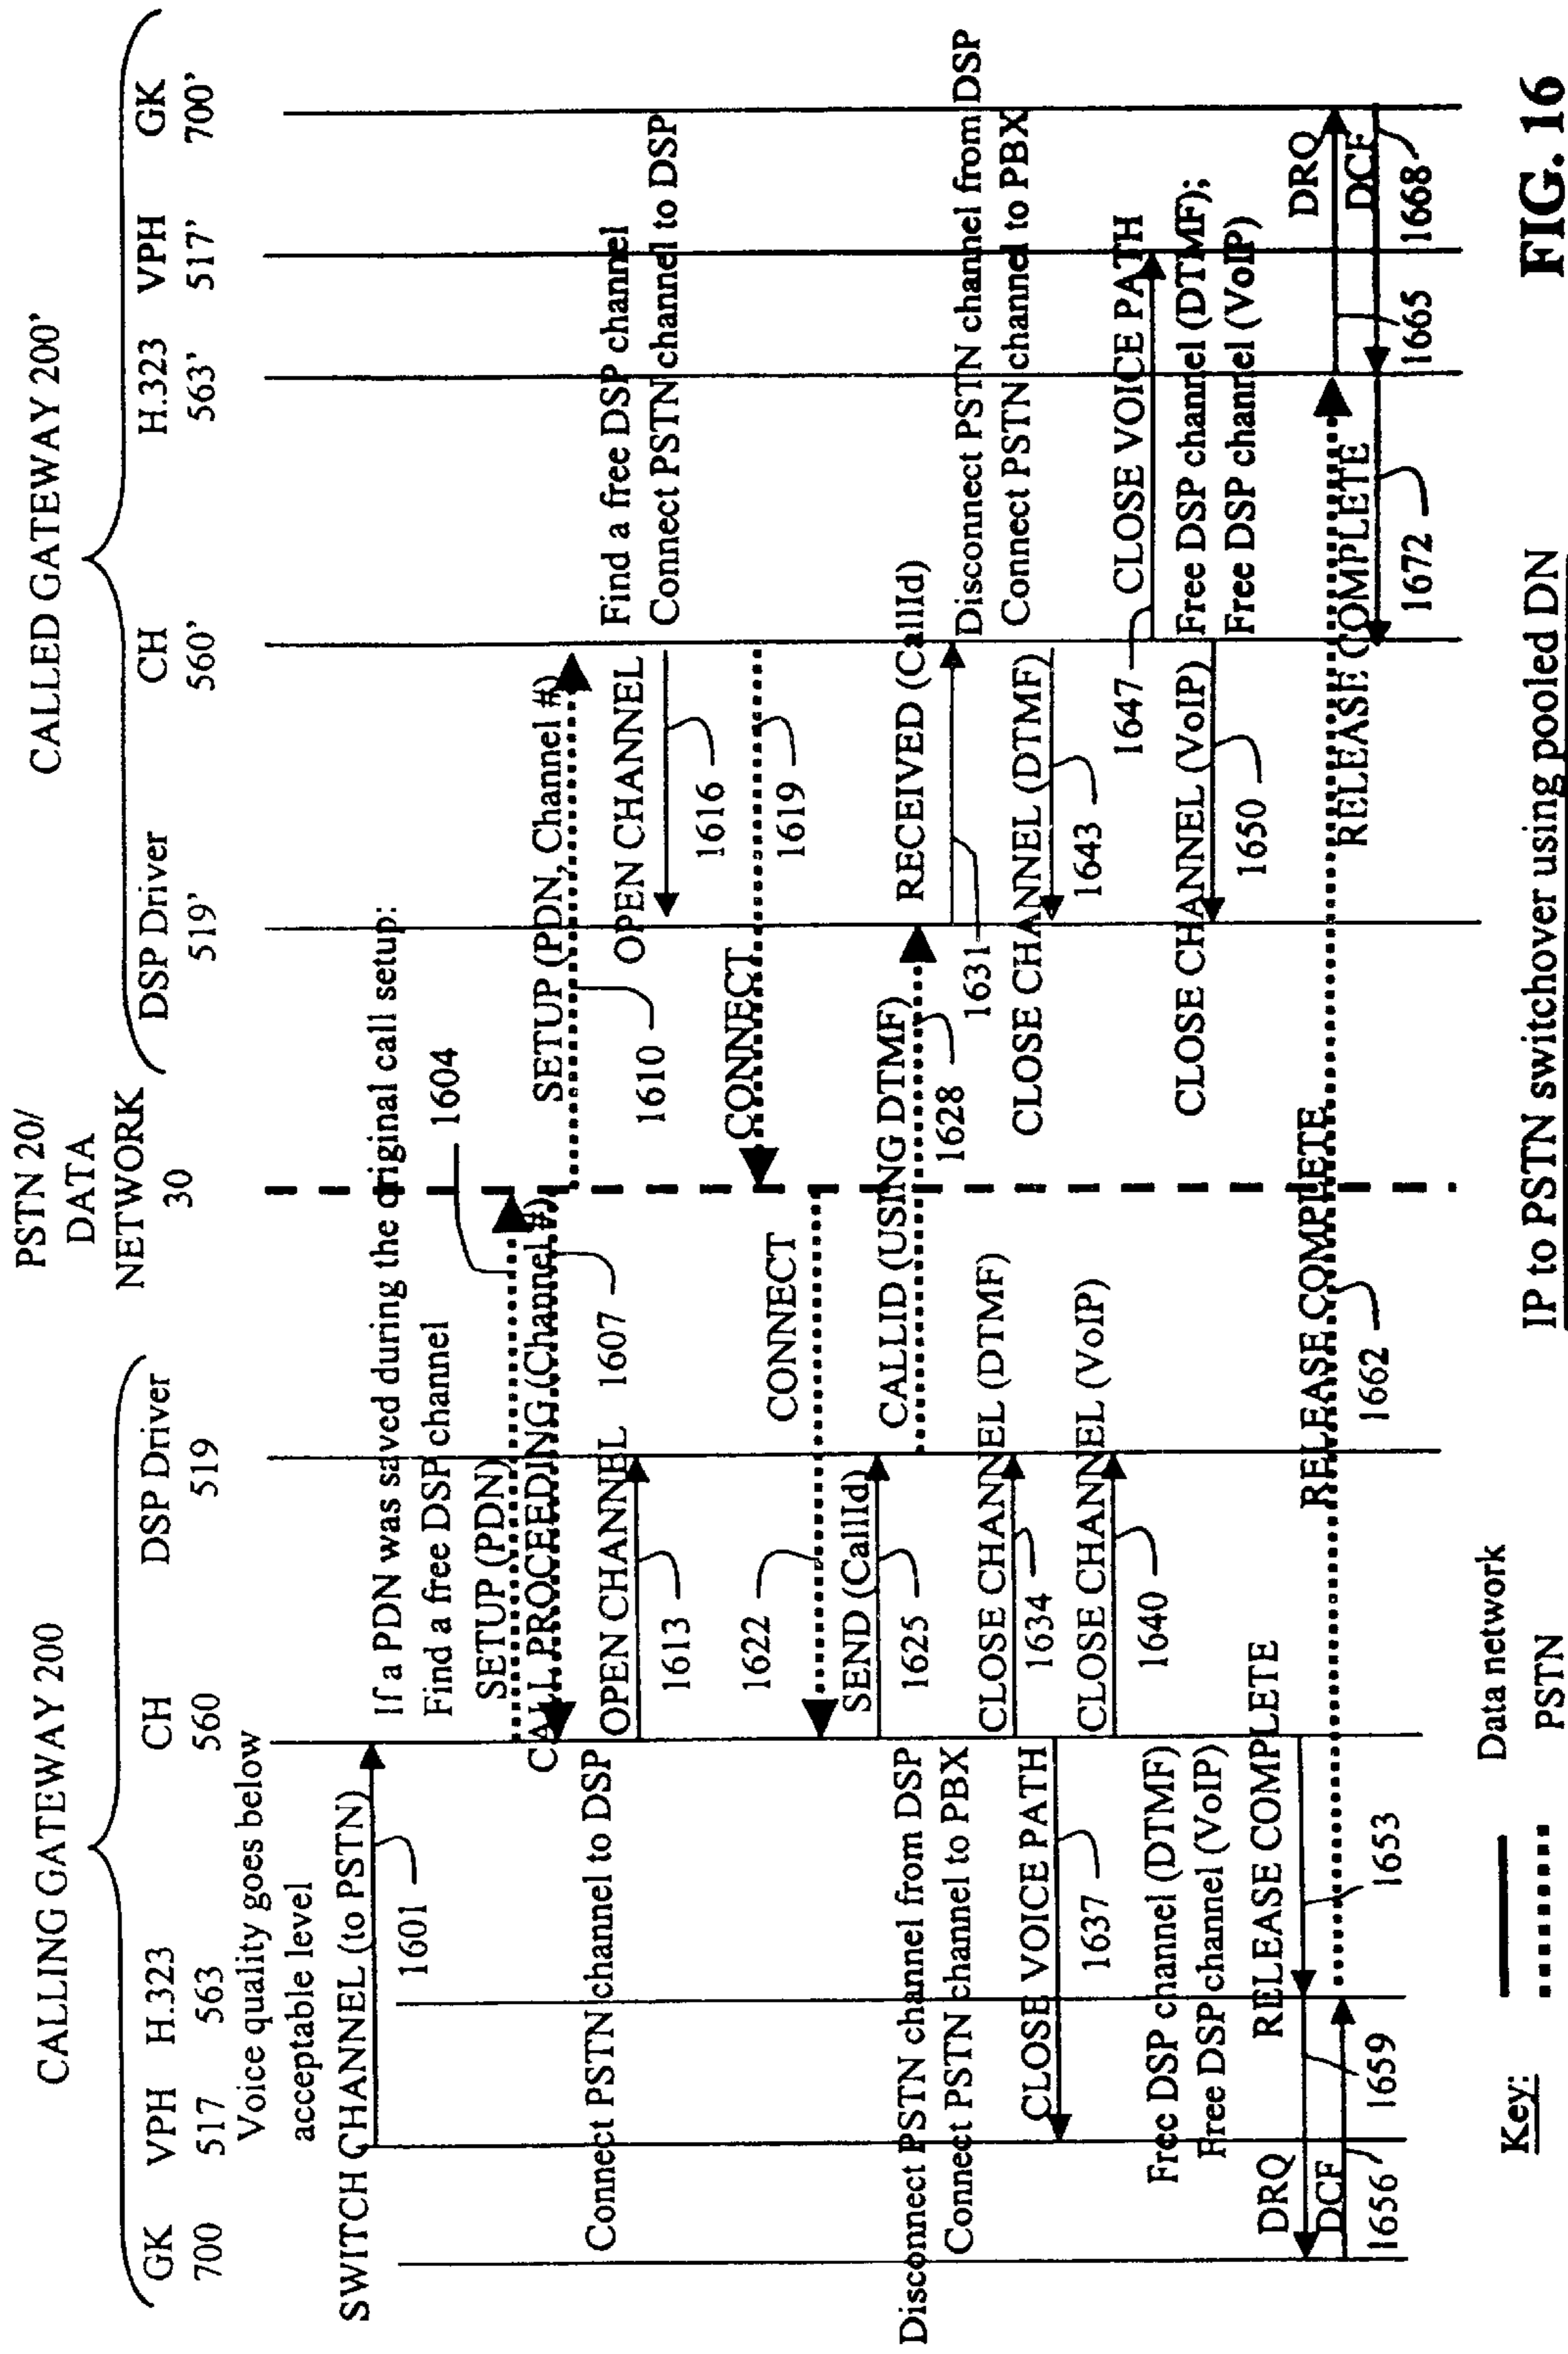 CALLING GATEWAY 200
PSTN 20/
DATA
NETWORK
30
CALLED GATEWAY 200'
GK
700
VPH
517
H.323
563
CH
560
DSP Driver
519
DSP Driver
519'
CH
560'
H.323
563'
VPH
517'
GK
700'
Voice quality goes below
acceptable level
SWITCH CHANNEL (to PSTN)
1601
If a PDN was saved during the original call setup:
Find a free DSP channel
SETUP (PDN)
1604
CALL PROCEEDING (Channel #)
1607
SETUP (PDN, Channel #)
1610
Connect PSTN channel to DSP
OPEN CHANNEL
1613
OPEN CHANNEL
1616
Find a free DSP channel
Connect PSTN channel to DSP
CONNECT
1619
CONNECT
1622
SEND (CallId)
1625
CALLID (USING DTMF)
1628
RECEIVED (CallId)
1631
Disconnect PSTN channel from DSP
Connect PSTN channel to PBX
Disconnect PSTN channel from DSP
Connect PSTN channel to PBX
CLOSE CHANNEL (DTMF)
1634
CLOSE VOICE PATH
1637
CLOSE CHANNEL (VoIP)
1640
CLOSE CHANNEL (DTMF)
1643
1647
CLOSE VOICE PATH
CLOSE CHANNEL (VoIP)
1650
Free DSP channel (DTMF)
Free DSP channel (VoIP)
Free DSP channel (DTMF);
Free DSP channel (VoIP)
RELEASE COMPLETE
1653
DRQ
DCF
1656
1659
RELEASE COMPLETE
1662
RELEASE COMPLETE
1672
DRQ
DCF
1665
1668
Key:
Data network
PSTN
IP to PSTN switchover using pooled DN
FIG. 16